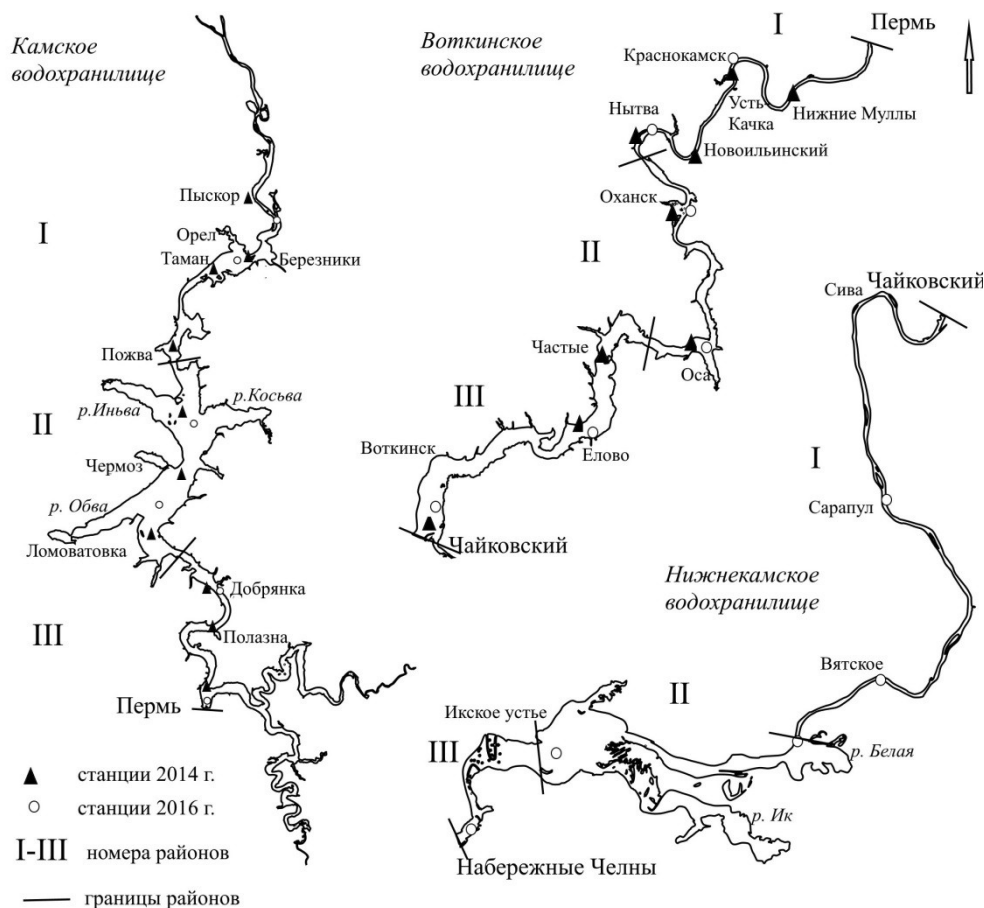 Камское
водохранилище
Пыскор
I
Орел
Таман
Березники
Пожва
р.Иньва
р.Косьва
II
Чермоз
р. Обва
Ломоватовка
Добрянка
III
Полазна
Пермь
станции 2014 г.
станции 2016 г.
I-III номера районов
границы районов
Воткинское
водохранилище
I
Пермь
Краснокамск
Усть-
Качка
Нижние Муллы
Нытва
Новоильинский
Оханск
II
Частые
Оса
III
Воткинск
Елово
Чайковский
Сива
Чайковский
I
Сарапул
Нижнекамское
водохранилище
Вятское
II
Икское устье
III
р. Белая
р. Ик
Набережные Челны